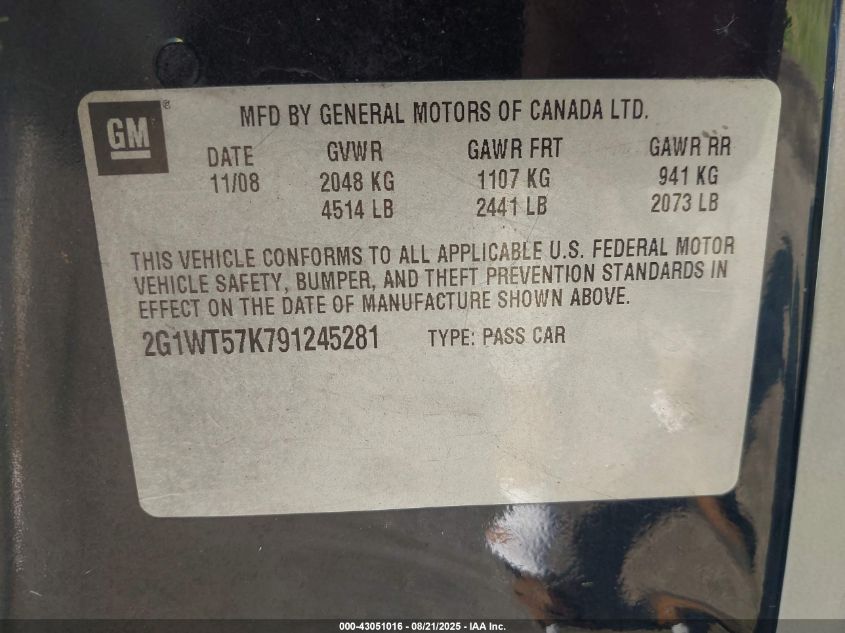 GM ®
MFD BY GENERAL MOTORS OF CANADA LTD.
DATE GVWR GAWR FRT GAWR RR
11/08 2048 KG 1107 KG 941 KG
4514 LB 2441 LB 2073 LB
THIS VEHICLE CONFORMS TO ALL APPLICABLE U.S. FEDERAL MOTOR
VEHICLE SAFETY, BUMPER, AND THEFT PREVENTION STANDARDS IN
EFFECT ON THE DATE OF MANUFACTURE SHOWN ABOVE.
2G1WT57K791245281 TYPE: PASS CAR
000-43051016 - 08/21/2025 - IAA Inc.